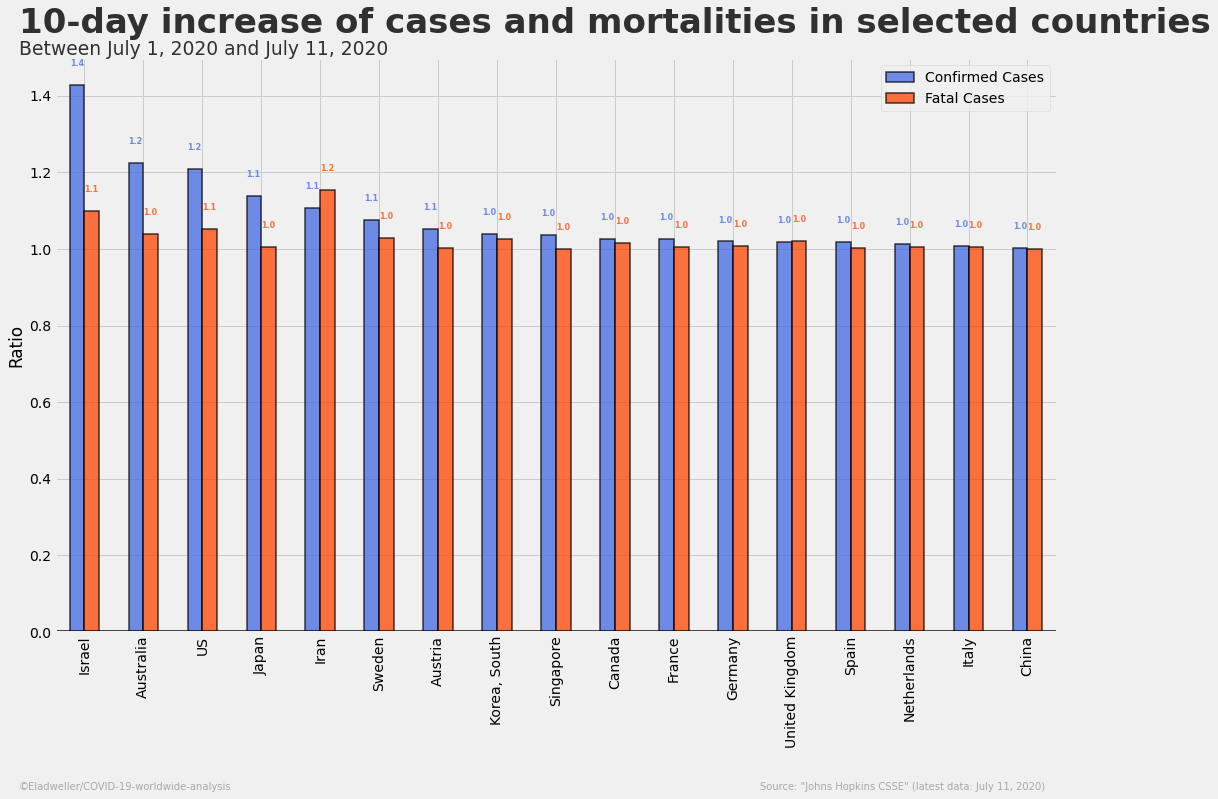 10-day increase of cases and mortalities in selected countries
Between July 1, 2020 and July 11, 2020
Confirmed Cases
Fatal Cases
Ratio
1.4
1.2
1.0
0.8
0.6
0.4
0.2
0.0
1.4 1.1 1.2 1.0 1.2 1.1 1.1 1.0 1.1 1.2 1.1 1.0 1.1 1.0 1.0 1.0 1.0 1.0 1.0 1.0 1.0 1.0 1.0 1.0 1.0 1.0 1.0 1.0 1.0 1.0 1.0 1.0 1.0 1.0
Israel
Australia
US
Japan
Iran
Sweden
Austria
Korea, South
Singapore
Canada
France
Germany
United Kingdom
Spain
Netherlands
Italy
China
©Eladweller/COVID-19-worldwide-analysis
Source: "Johns Hopkins CSSE" (latest data: July 11, 2020)